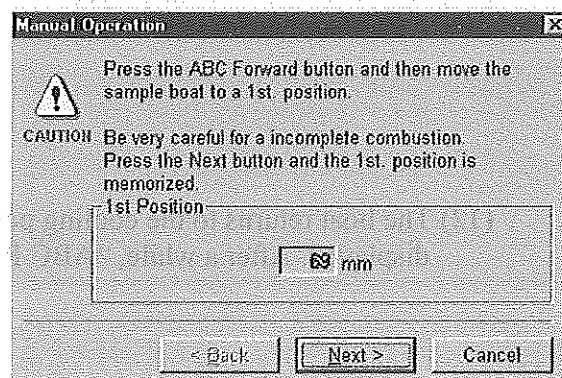 Manual Operation
Press the ABC Forward button and then move the
sample boat to a 1st. position.
CAUTION
Be very careful for a incomplete combustion.
Press the Next button and the 1st. position is
memorized.
1st Position
69 mm
< Back
Next >
Cancel